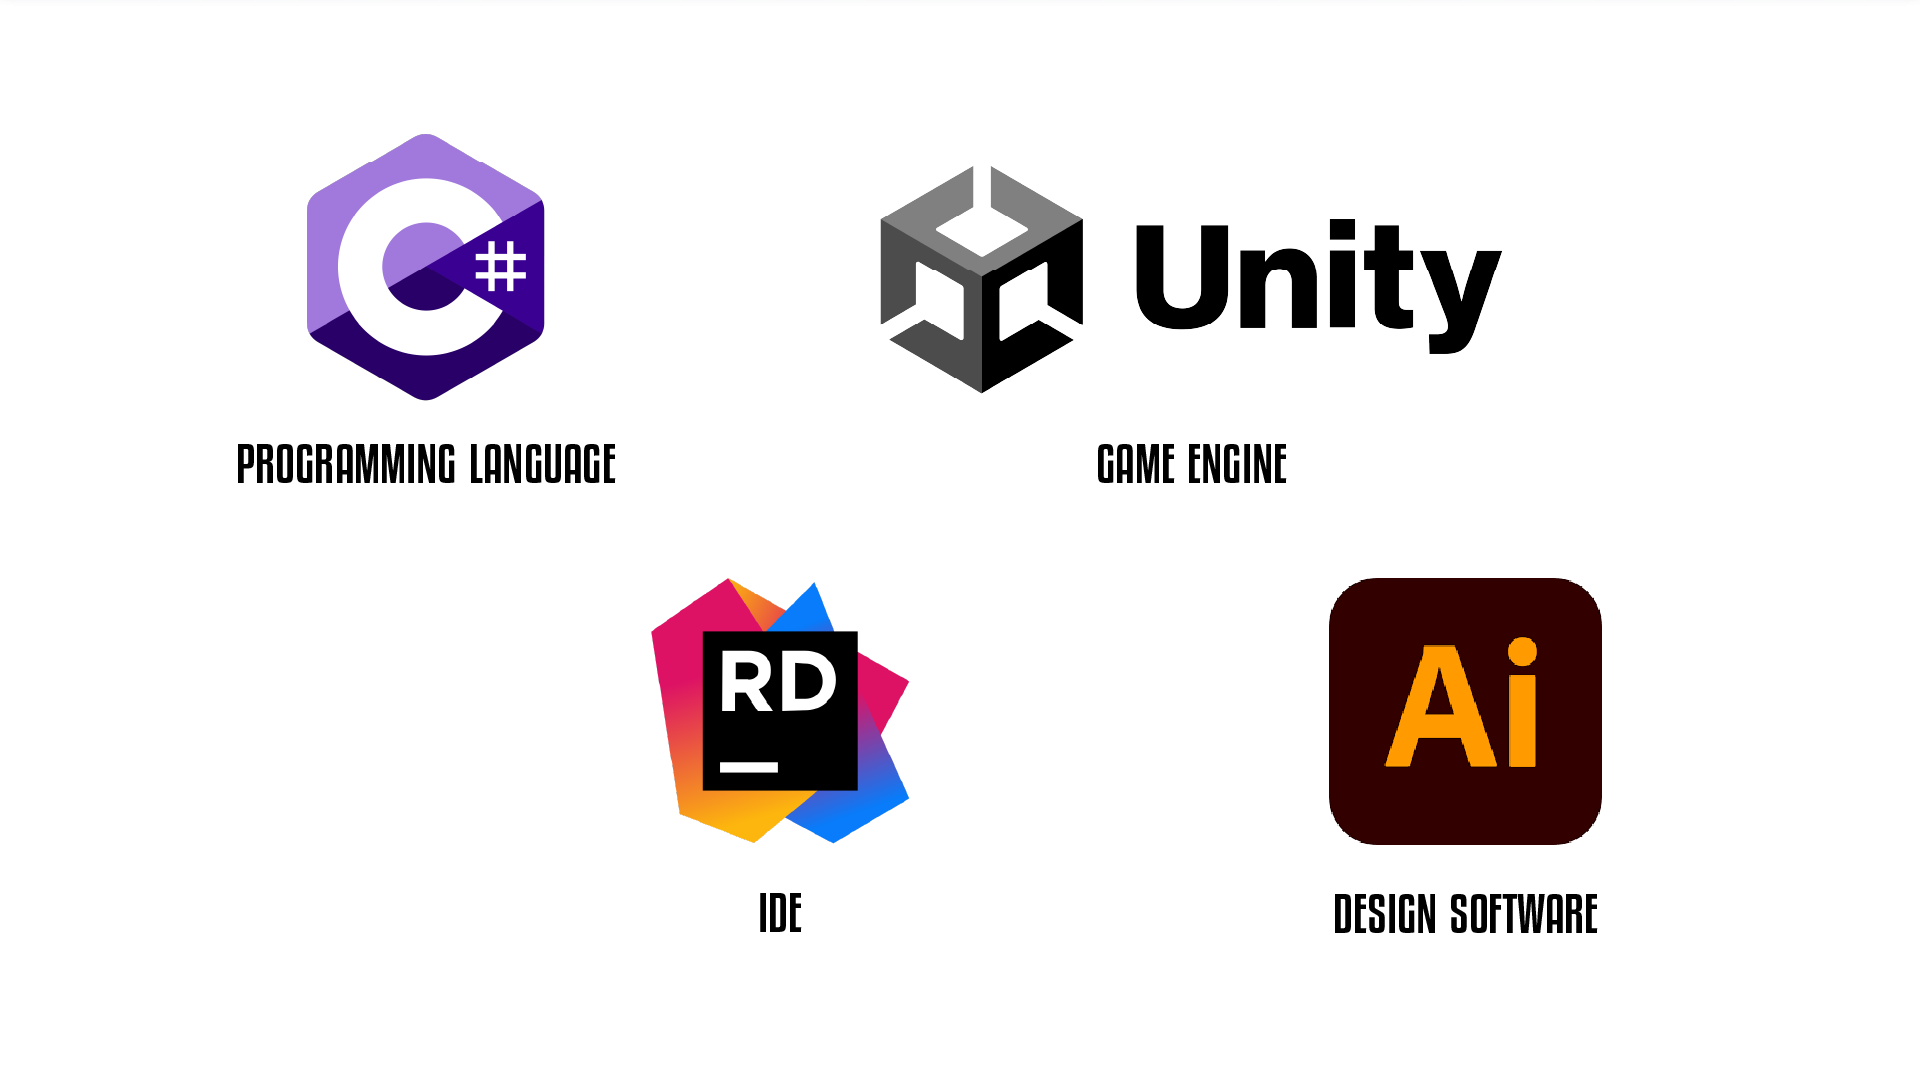 C#
Unity
PROGRAMMING LANGUAGE
GAME ENGINE
RD
Ai
IDE
DESIGN SOFTWARE